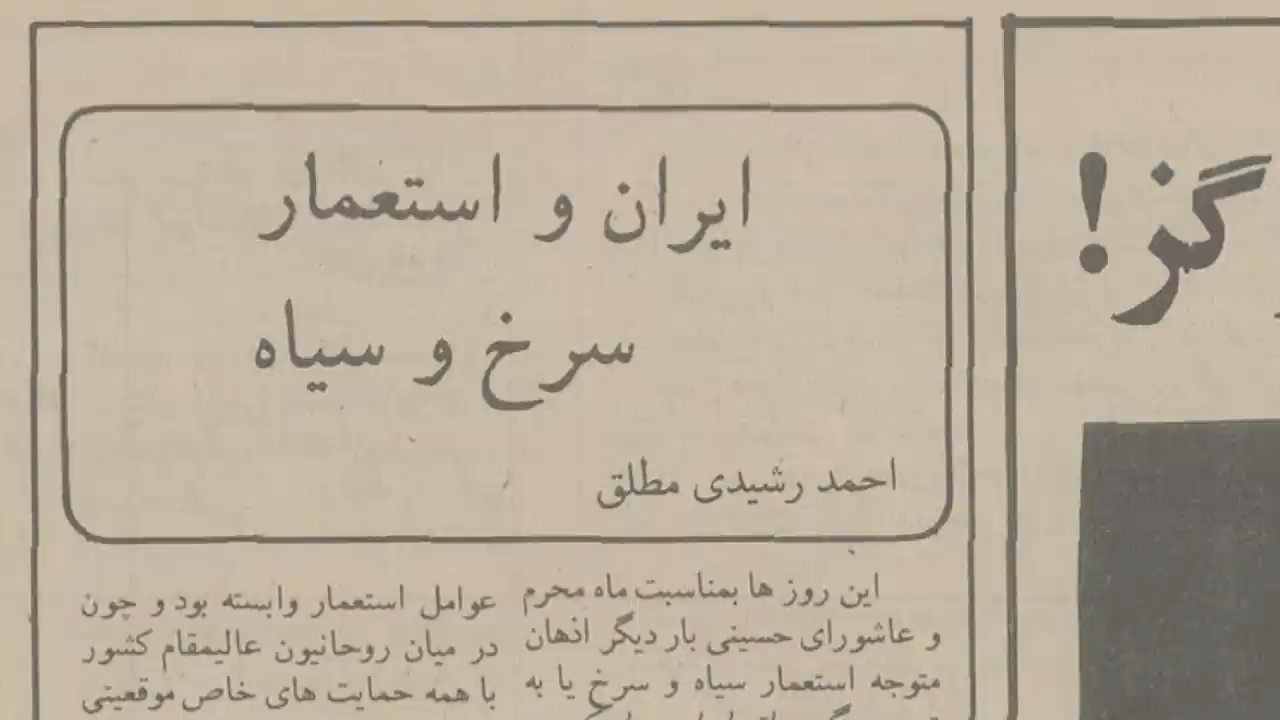 گز!
ایران و استعمار
سرخ و سیاه
احمد رشیدی مطلق
این روز ها بمناسبت ماه محرم
و عاشورای حسینی بار دیگر اذهان
متوجه استعمار سیاه و سرخ یا به
عوامل استعمار وابسته بود و چون
در میان روحانیون عالیمقام کشور
با همه حمایت های خاص موقعیتی